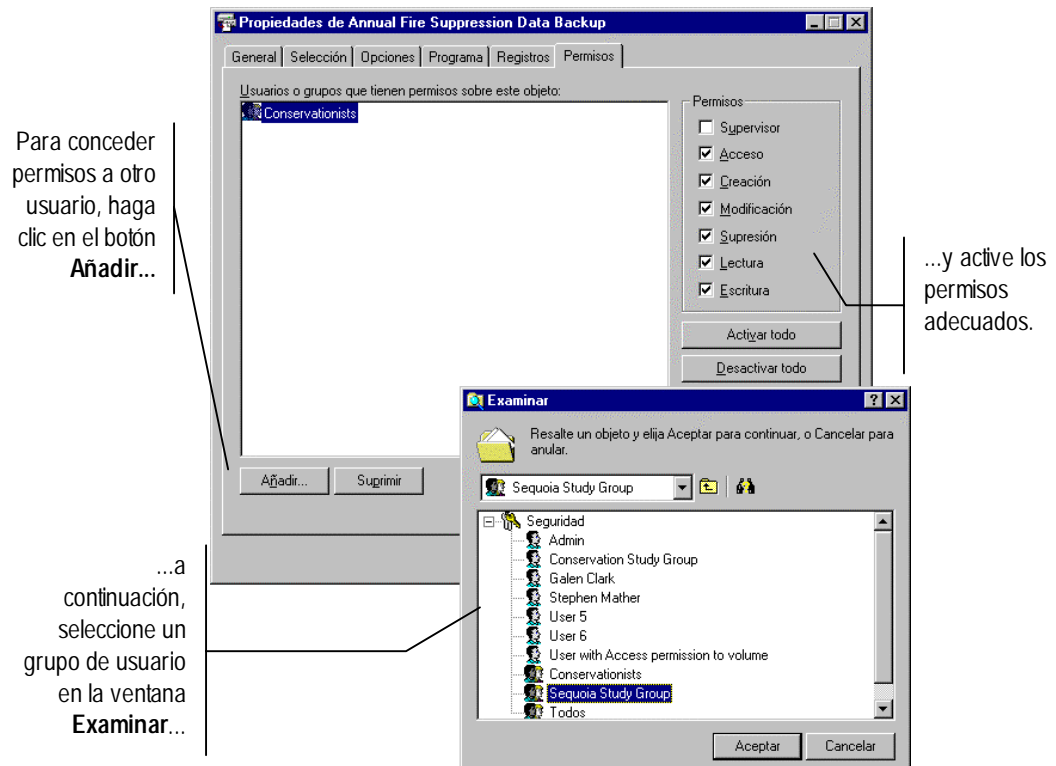 Propiedades de Annual Fire Suppression Data Backup
General Selección Opciones Programa Registros Permisos
Usuarios o grupos que tienen permisos sobre este objeto:
Conservationists
Permisos
Supervisor
Acceso
Creación
Modificación
Supresión
Lectura
Escritura
Activar todo
Desactivar todo
Añadir... Suprimir
Para conceder
permisos a otro
usuario, haga
clic en el botón
Añadir...
...y active los
permisos
adecuados.
Examinar
Resalte un objeto y elija Aceptar para continuar, o Cancelar para
anular.
Sequoia Study Group
Seguridad
Admin
Conservation Study Group
Galen Clark
Stephen Mather
User 5
User 6
User with Access permission to volume
Conservationists
Sequoia Study Group
Todos
Aceptar Cancelar
...a
continuación,
seleccione un
grupo de usuario
en la ventana
Examinar...